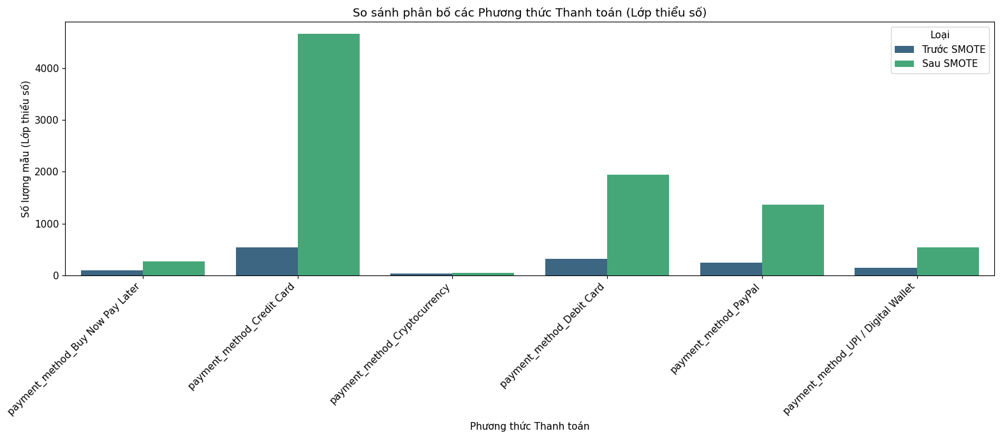 So sánh phân bố các Phương thức Thanh toán (Lớp thiểu số)
Loại
Trước SMOTE
Sau SMOTE
Số lượng mẫu (Lớp thiểu số)
4000
3000
2000
1000
0
payment_method_Buy Now Pay Later
payment_method_Credit Card
payment_method_Cryptocurrency
payment_method_Debit Card
payment_method_PayPal
payment_method_UPI / Digital Wallet
Phương thức Thanh toán